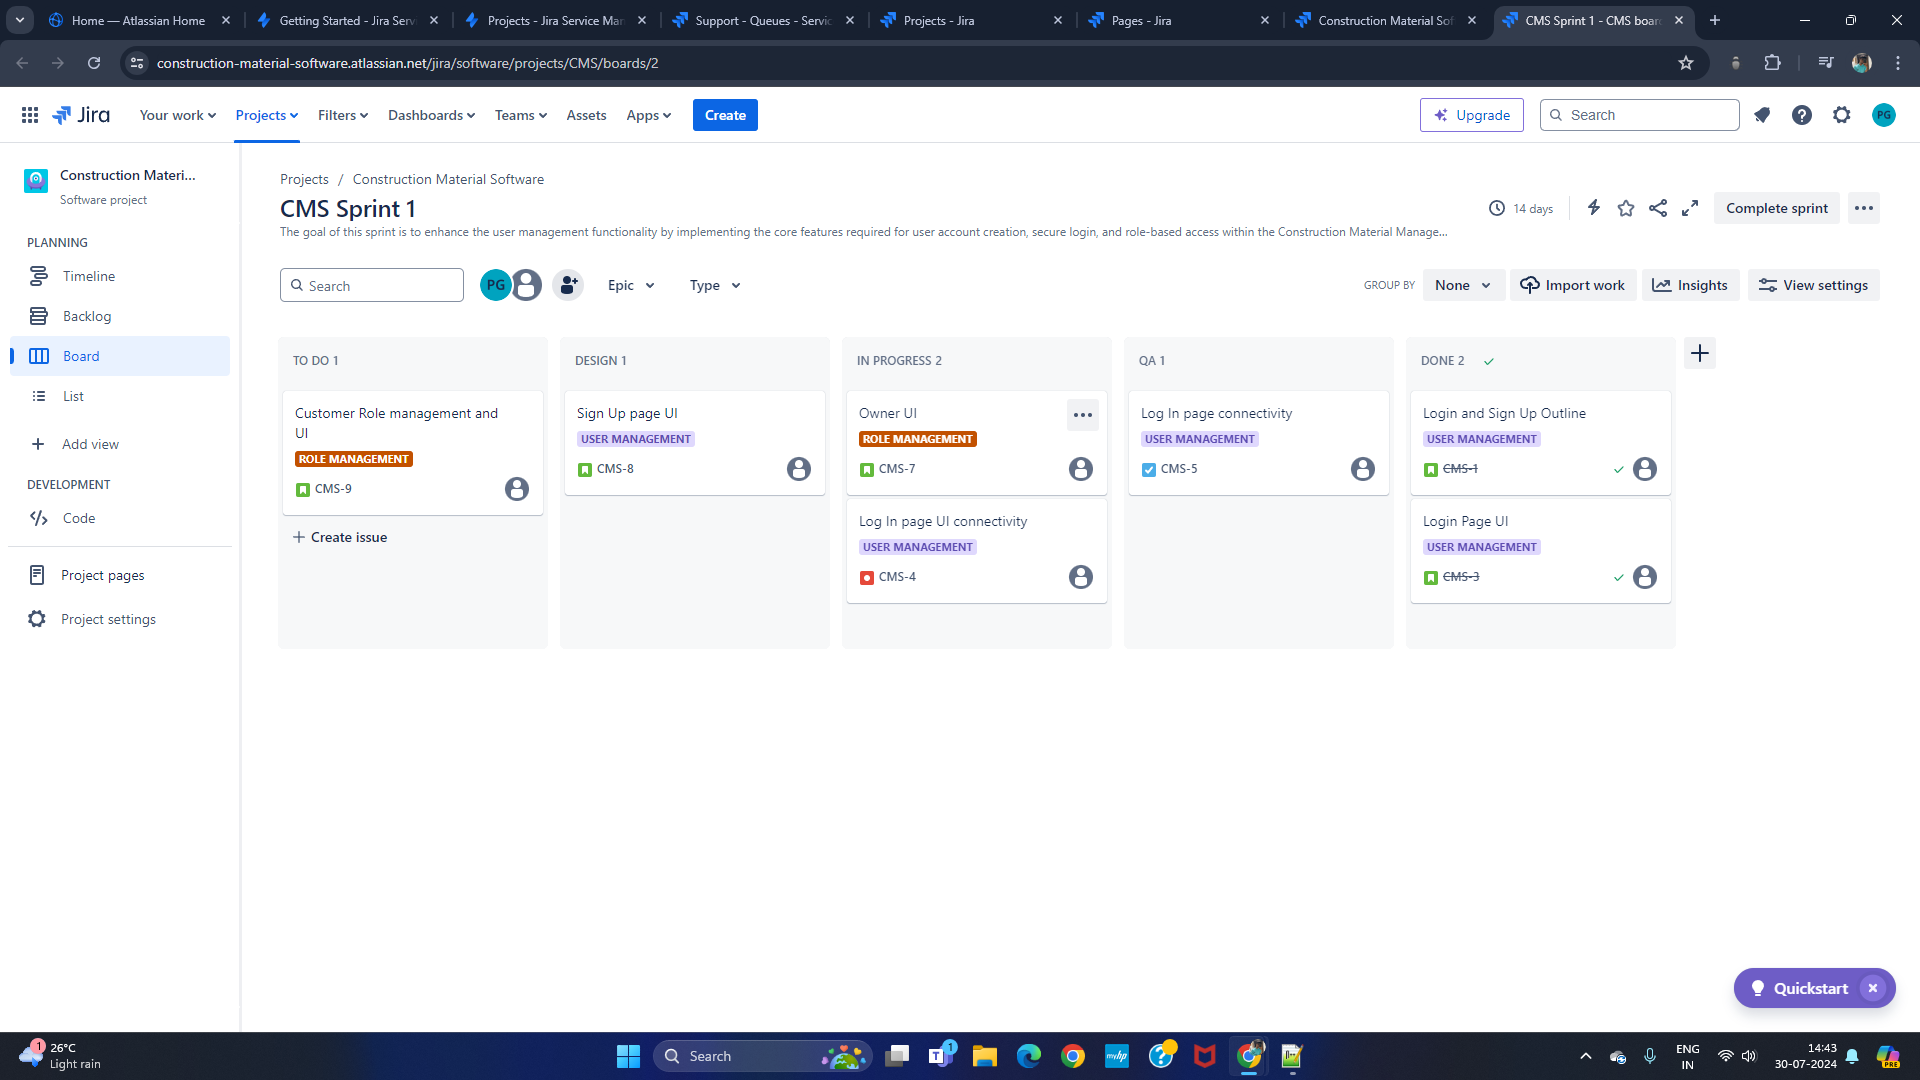 Home — Atlassian Home
Getting Started - Jira Serv
Projects - Jira Service Man
Support - Queues - Servic
Projects - Jira
Pages - Jira
Construction Material Sof
CMS Sprint 1 - CMS board
construction-material-software.atlassian.net/jira/software/projects/CMS/boards/2
Jira
Your work
Projects
Filters
Dashboards
Teams
Assets
Apps
Create
Upgrade
Search
PG
Construction Materi...
Software project
PLANNING
Timeline
Backlog
Board
List
Add view
DEVELOPMENT
Code
Project pages
Project settings
Projects / Construction Material Software
CMS Sprint 1
The goal of this sprint is to enhance the user management functionality by implementing the core features required for user account creation, secure login, and role-based access within the Construction Material Manage...
14 days
Complete sprint
Search
PG
Epic
Type
GROUP BY
None
Import work
Insights
View settings
TO DO 1
Customer Role management and
UI
ROLE MANAGEMENT
CMS-9
Create issue
DESIGN 1
Sign Up page UI
USER MANAGEMENT
CMS-8
IN PROGRESS 2
Owner UI
ROLE MANAGEMENT
CMS-7
Log In page UI connectivity
USER MANAGEMENT
CMS-4
QA 1
Log In page connectivity
USER MANAGEMENT
CMS-5
DONE 2
Login and Sign Up Outline
USER MANAGEMENT
CMS-1
Login Page UI
USER MANAGEMENT
CMS-3
Quickstart
1
26°C
Light rain
Search
1
myhp
ENG
IN
14:43
30-07-2024
PRE